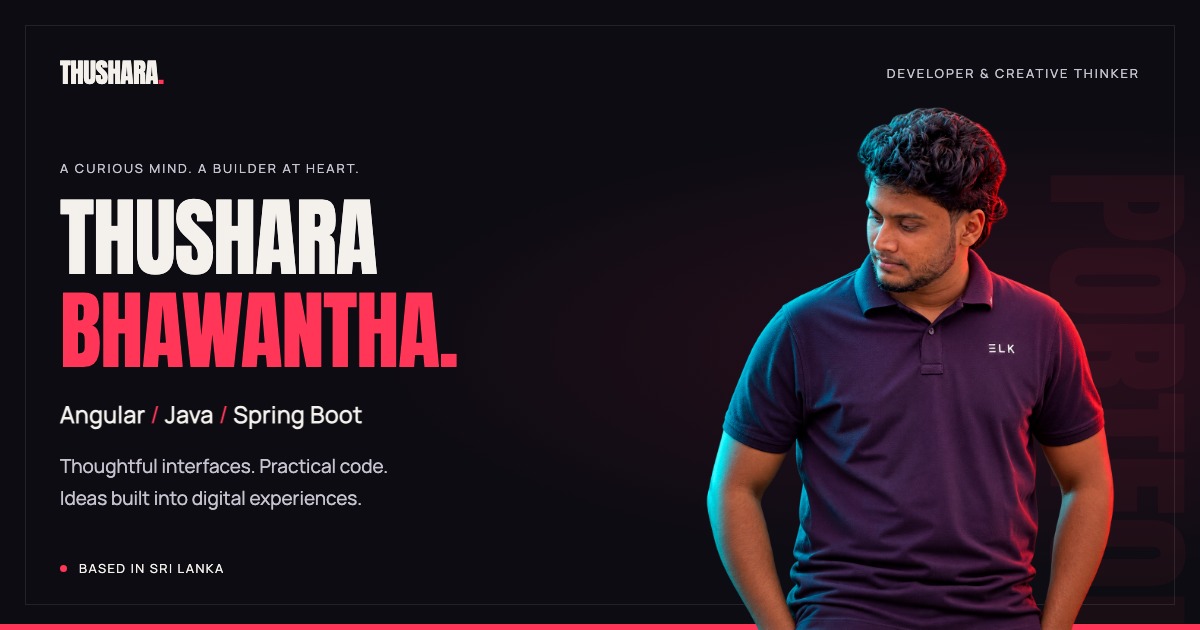 THUSHARA.
DEVELOPER & CREATIVE THINKER
A CURIOUS MIND. A BUILDER AT HEART.
THUSHARA
BHAWANTHA.
Angular / Java / Spring Boot
Thoughtful interfaces. Practical code.
Ideas built into digital experiences.
BASED IN SRI LANKA
ELK
PORTFO